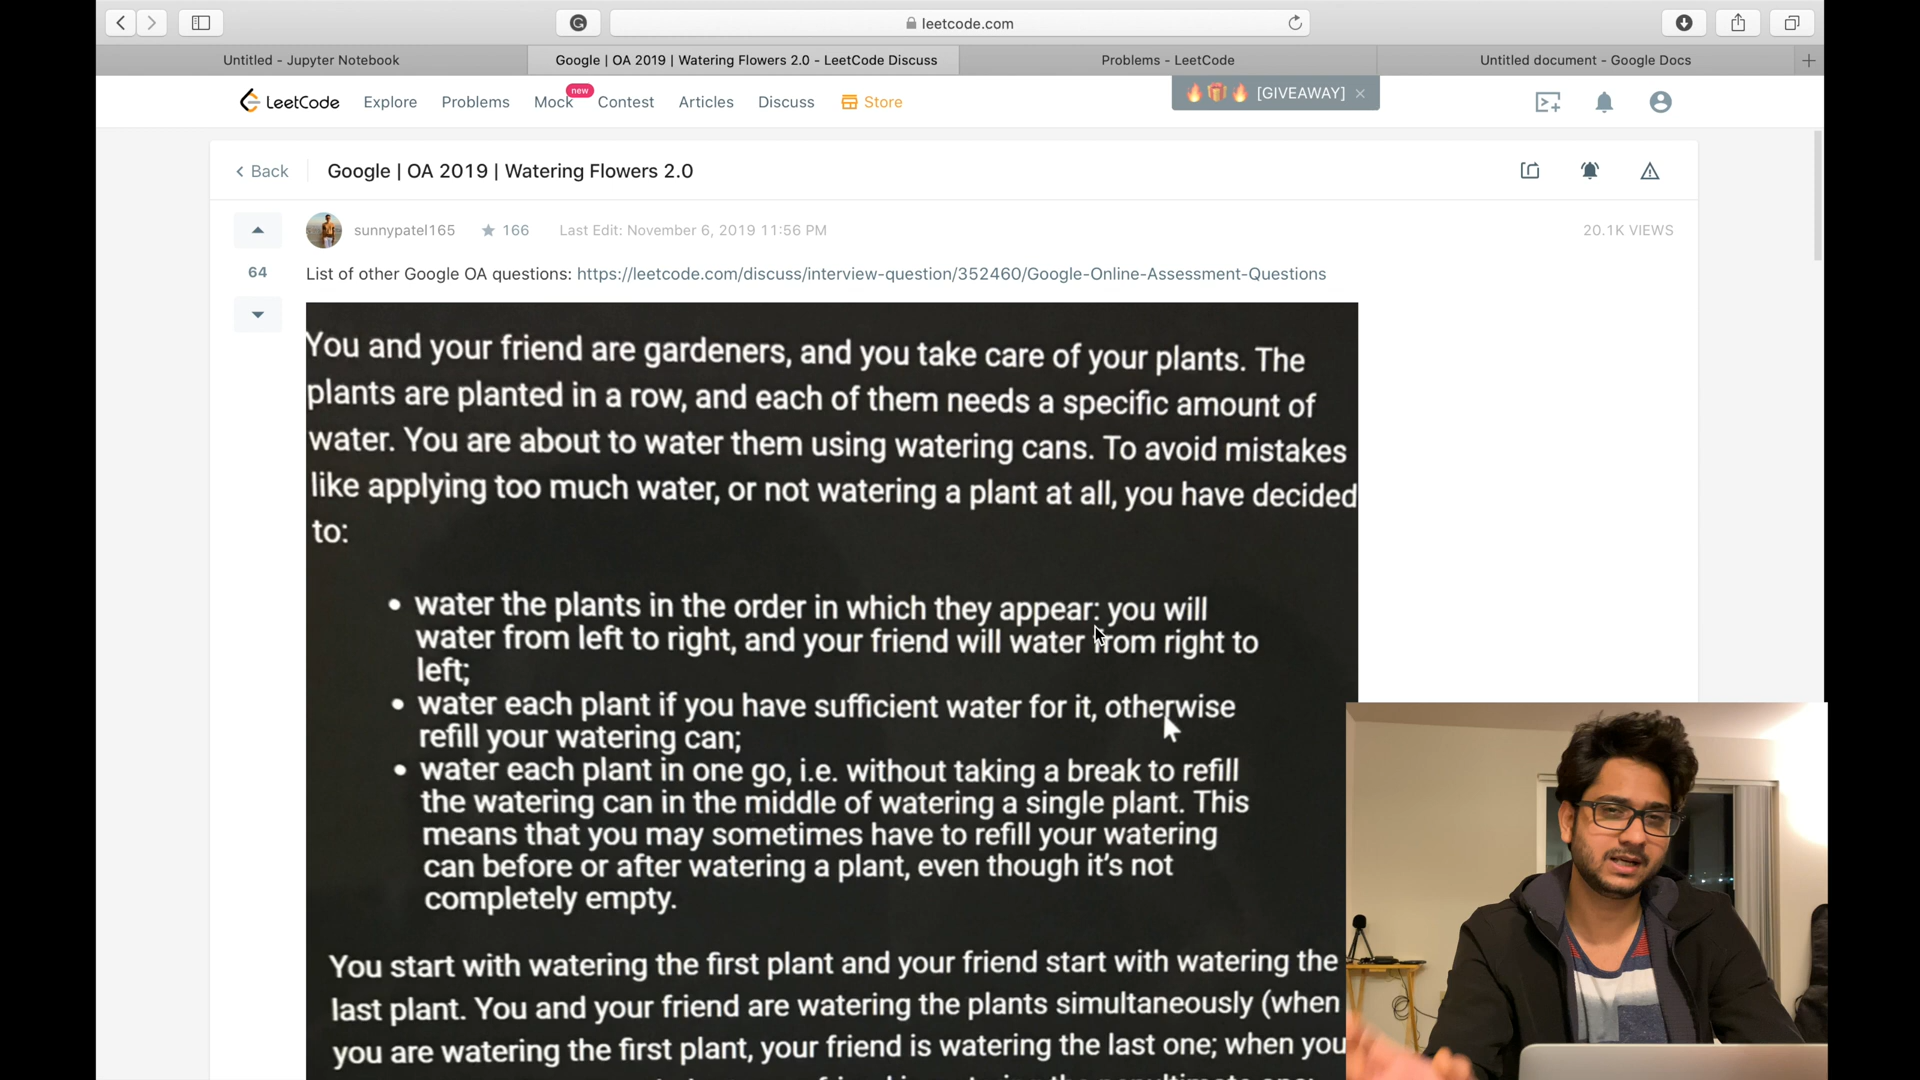 leetcode.com
Untitled - Jupyter Notebook
Google | OA 2019 | Watering Flowers 2.0 - LeetCode Discuss
Problems - LeetCode
Untitled document - Google Docs
LeetCode
Explore
Problems
Mock
new
Contest
Articles
Discuss
Store
[GIVEAWAY]
Back
Google | OA 2019 | Watering Flowers 2.0
sunnypatel165
166
Last Edit: November 6, 2019 11:56 PM
20.1K VIEWS
64
List of other Google OA questions: https://leetcode.com/discuss/interview-question/352460/Google-Online-Assessment-Questions
You and your friend are gardeners, and you take care of your plants. The
plants are planted in a row, and each of them needs a specific amount of
water. You are about to water them using watering cans. To avoid mistakes
like applying too much water, or not watering a plant at all, you have decided
to:
• water the plants in the order in which they appear: you will
water from left to right, and your friend will water from right to
left;
• water each plant if you have sufficient water for it, otherwise
refill your watering can;
• water each plant in one go, i.e. without taking a break to refill
the watering can in the middle of watering a single plant. This
means that you may sometimes have to refill your watering
can before or after watering a plant, even though it's not
completely empty.
You start with watering the first plant and your friend start with watering the
last plant. You and your friend are watering the plants simultaneously (when
you are watering the first plant, your friend is watering the last one; when you